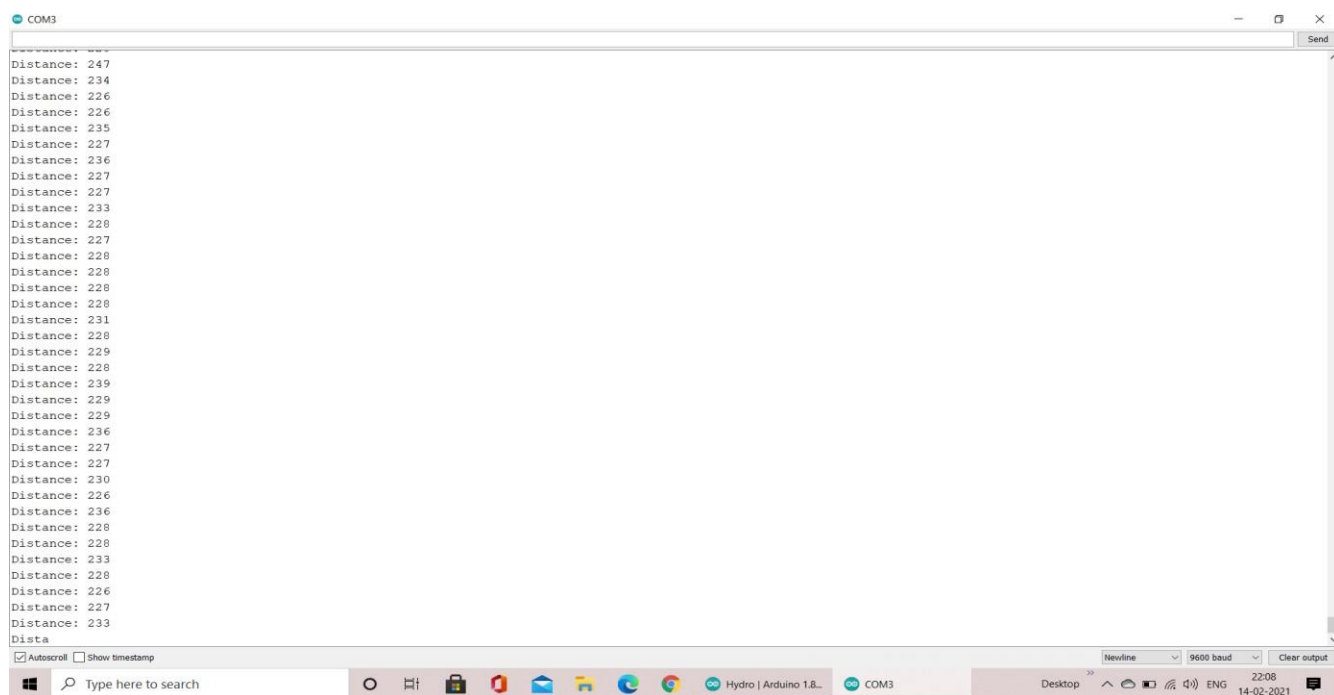 COM3
Send
Distance: 247
Distance: 234
Distance: 226
Distance: 226
Distance: 235
Distance: 227
Distance: 236
Distance: 227
Distance: 227
Distance: 233
Distance: 228
Distance: 227
Distance: 228
Distance: 228
Distance: 228
Distance: 228
Distance: 231
Distance: 228
Distance: 229
Distance: 228
Distance: 239
Distance: 229
Distance: 229
Distance: 236
Distance: 227
Distance: 227
Distance: 230
Distance: 226
Distance: 236
Distance: 228
Distance: 228
Distance: 233
Distance: 228
Distance: 226
Distance: 227
Distance: 233
Dista
Autoscroll Show timestamp Newline 9600 baud Clear output
Type here to search Hydro | Arduino 1.8... COM3 Desktop ENG 22:08
14-02-2021